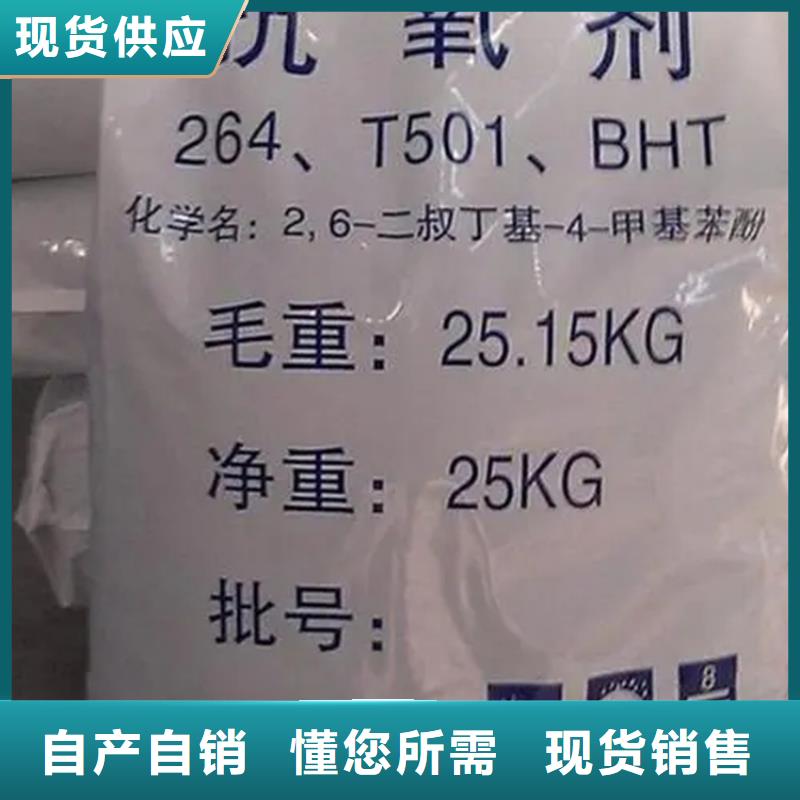 现货供应
抗氧剂
264、T501、BHT
化学名：2,6-二叔丁基-4-甲基苯酚
毛重：25.15KG
净重：25KG
批号：
8
自产自销 懂您所需 现货销售